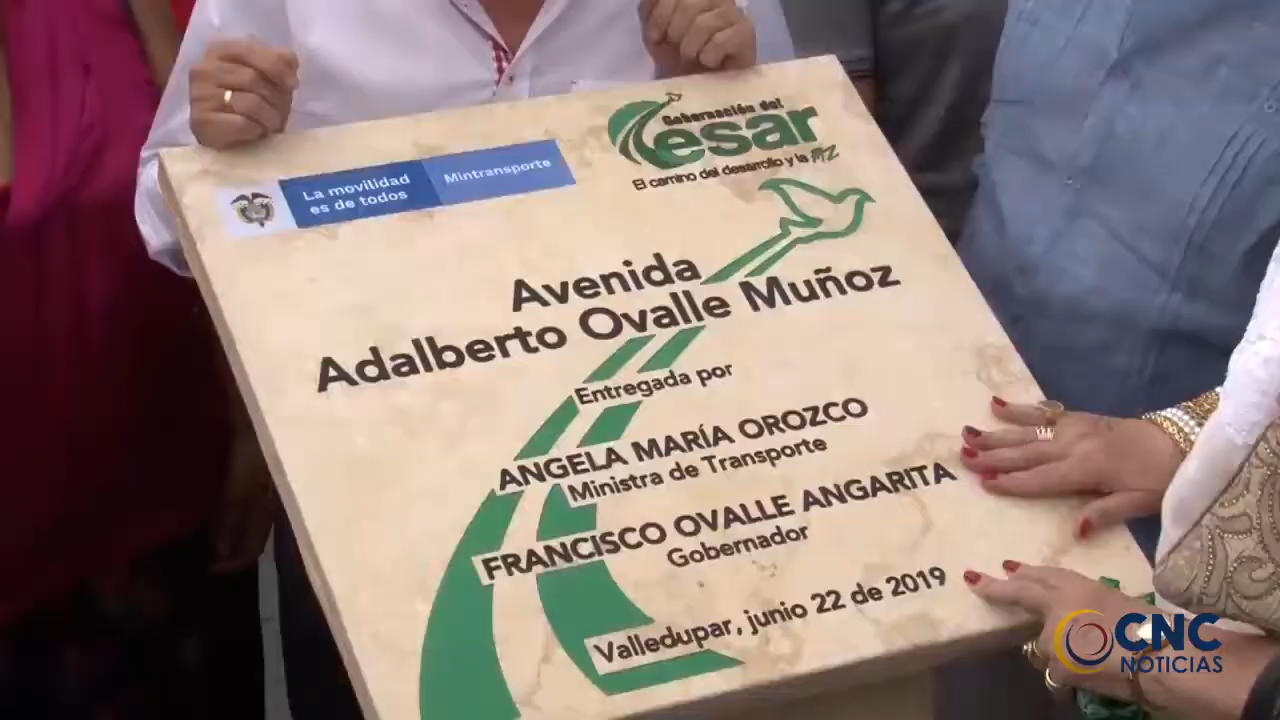 La movilidad
es de todos
Mintransporte
Gobernación del
Cesar
El camino del desarrollo y la PAZ
Avenida
Adalberto Ovalle Muñoz
Entregada por
ANGELA MARÍA OROZCO
Ministra de Transporte
FRANCISCO OVALLE ANGARITA
Gobernador
Valledupar, junio 22 de 2019
CNC
NOTICIAS